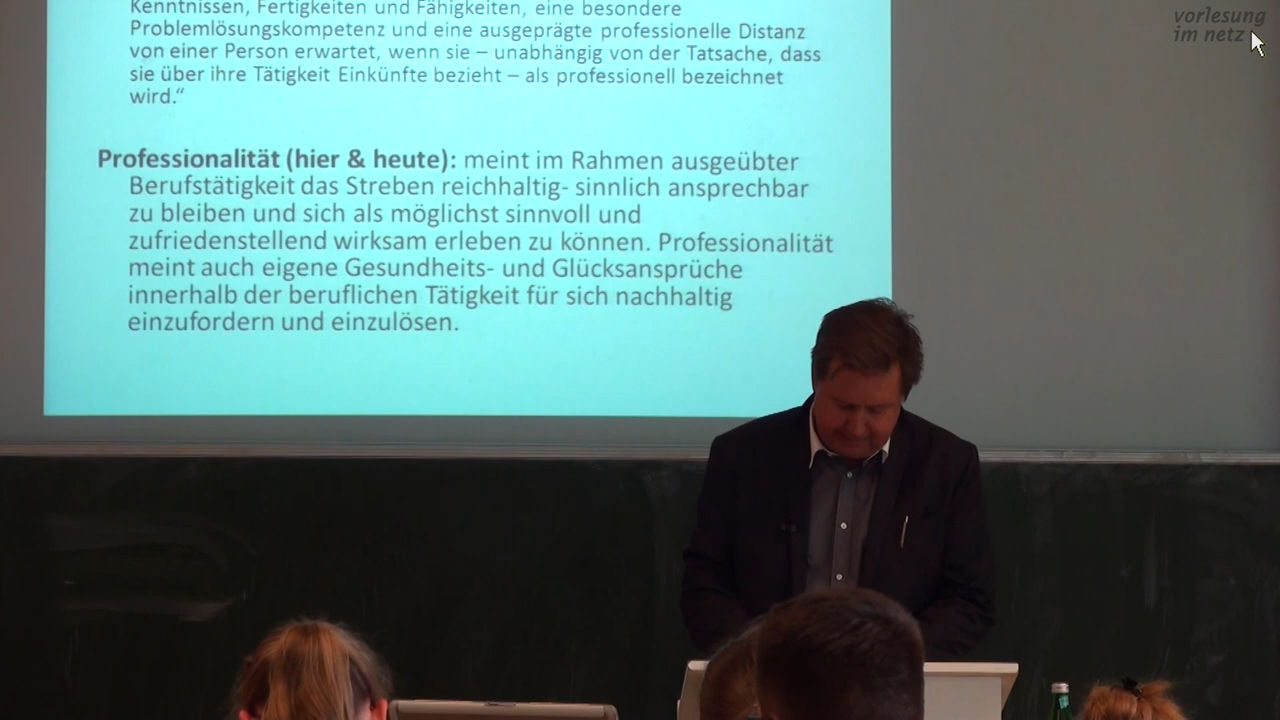 vorlesung
im netz
Kenntnissen, Fertigkeiten und Fähigkeiten, eine besondere
Problemlösungskompetenz und eine ausgeprägte professionelle Distanz
von einer Person erwartet, wenn sie – unabhängig von der Tatsache, dass
sie über ihre Tätigkeit Einkünfte bezieht – als professionell bezeichnet
wird.“
Professionalität (hier & heute): meint im Rahmen ausgeübter
Berufstätigkeit das Streben reichhaltig- sinnlich ansprechbar
zu bleiben und sich als möglichst sinnvoll und
zufriedenstellend wirksam erleben zu können. Professionalität
meint auch eigene Gesundheits- und Glücksansprüche
innerhalb der beruflichen Tätigkeit für sich nachhaltig
einzufordern und einzulösen.